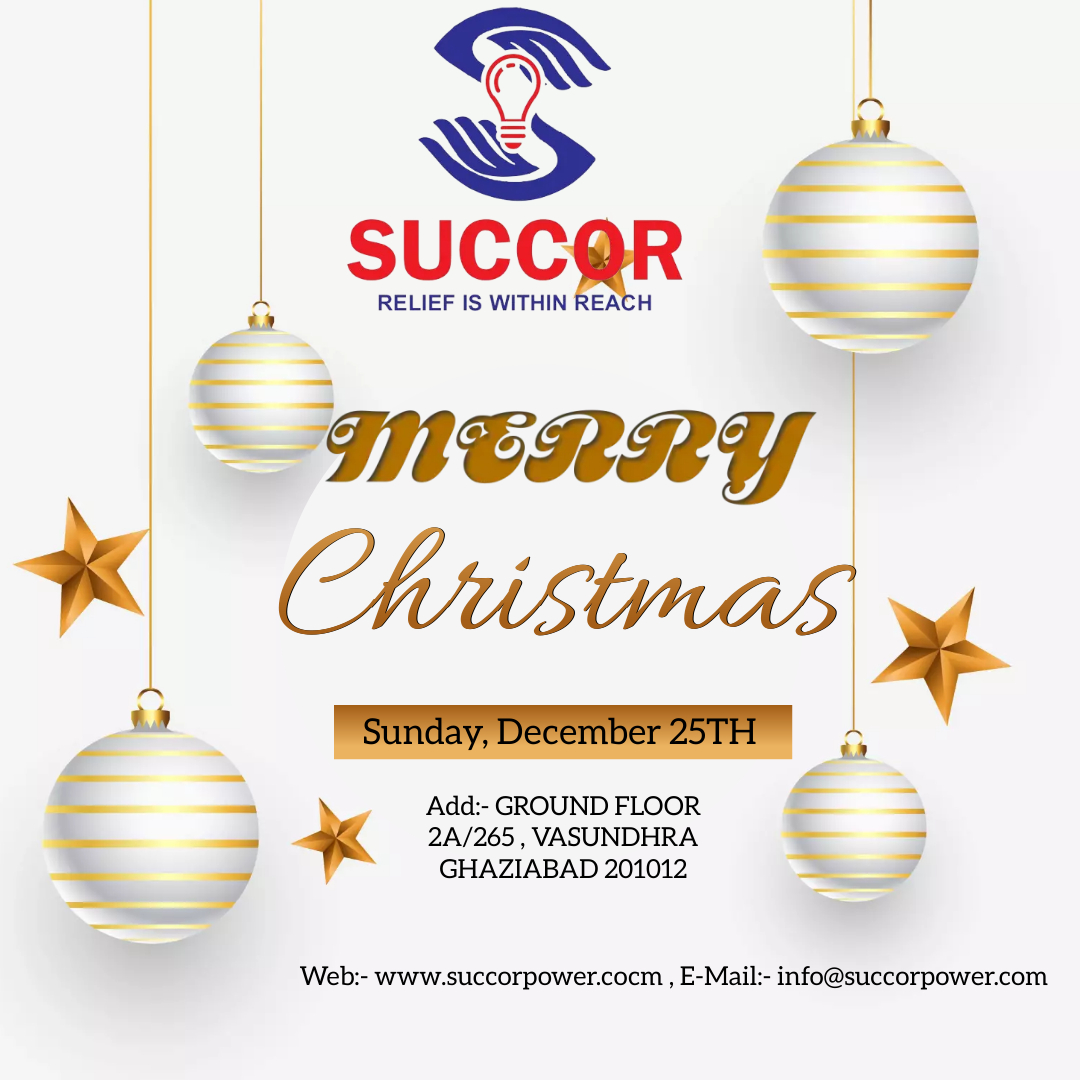 SUCCOR
RELIEF IS WITHIN REACH
MERRY
Christmas
Sunday, December 25TH
Add:- GROUND FLOOR
2A/265 , VASUNDHRA
GHAZIABAD 201012
Web:- www.succorpower.cocm , E-Mail:- info@succorpower.com